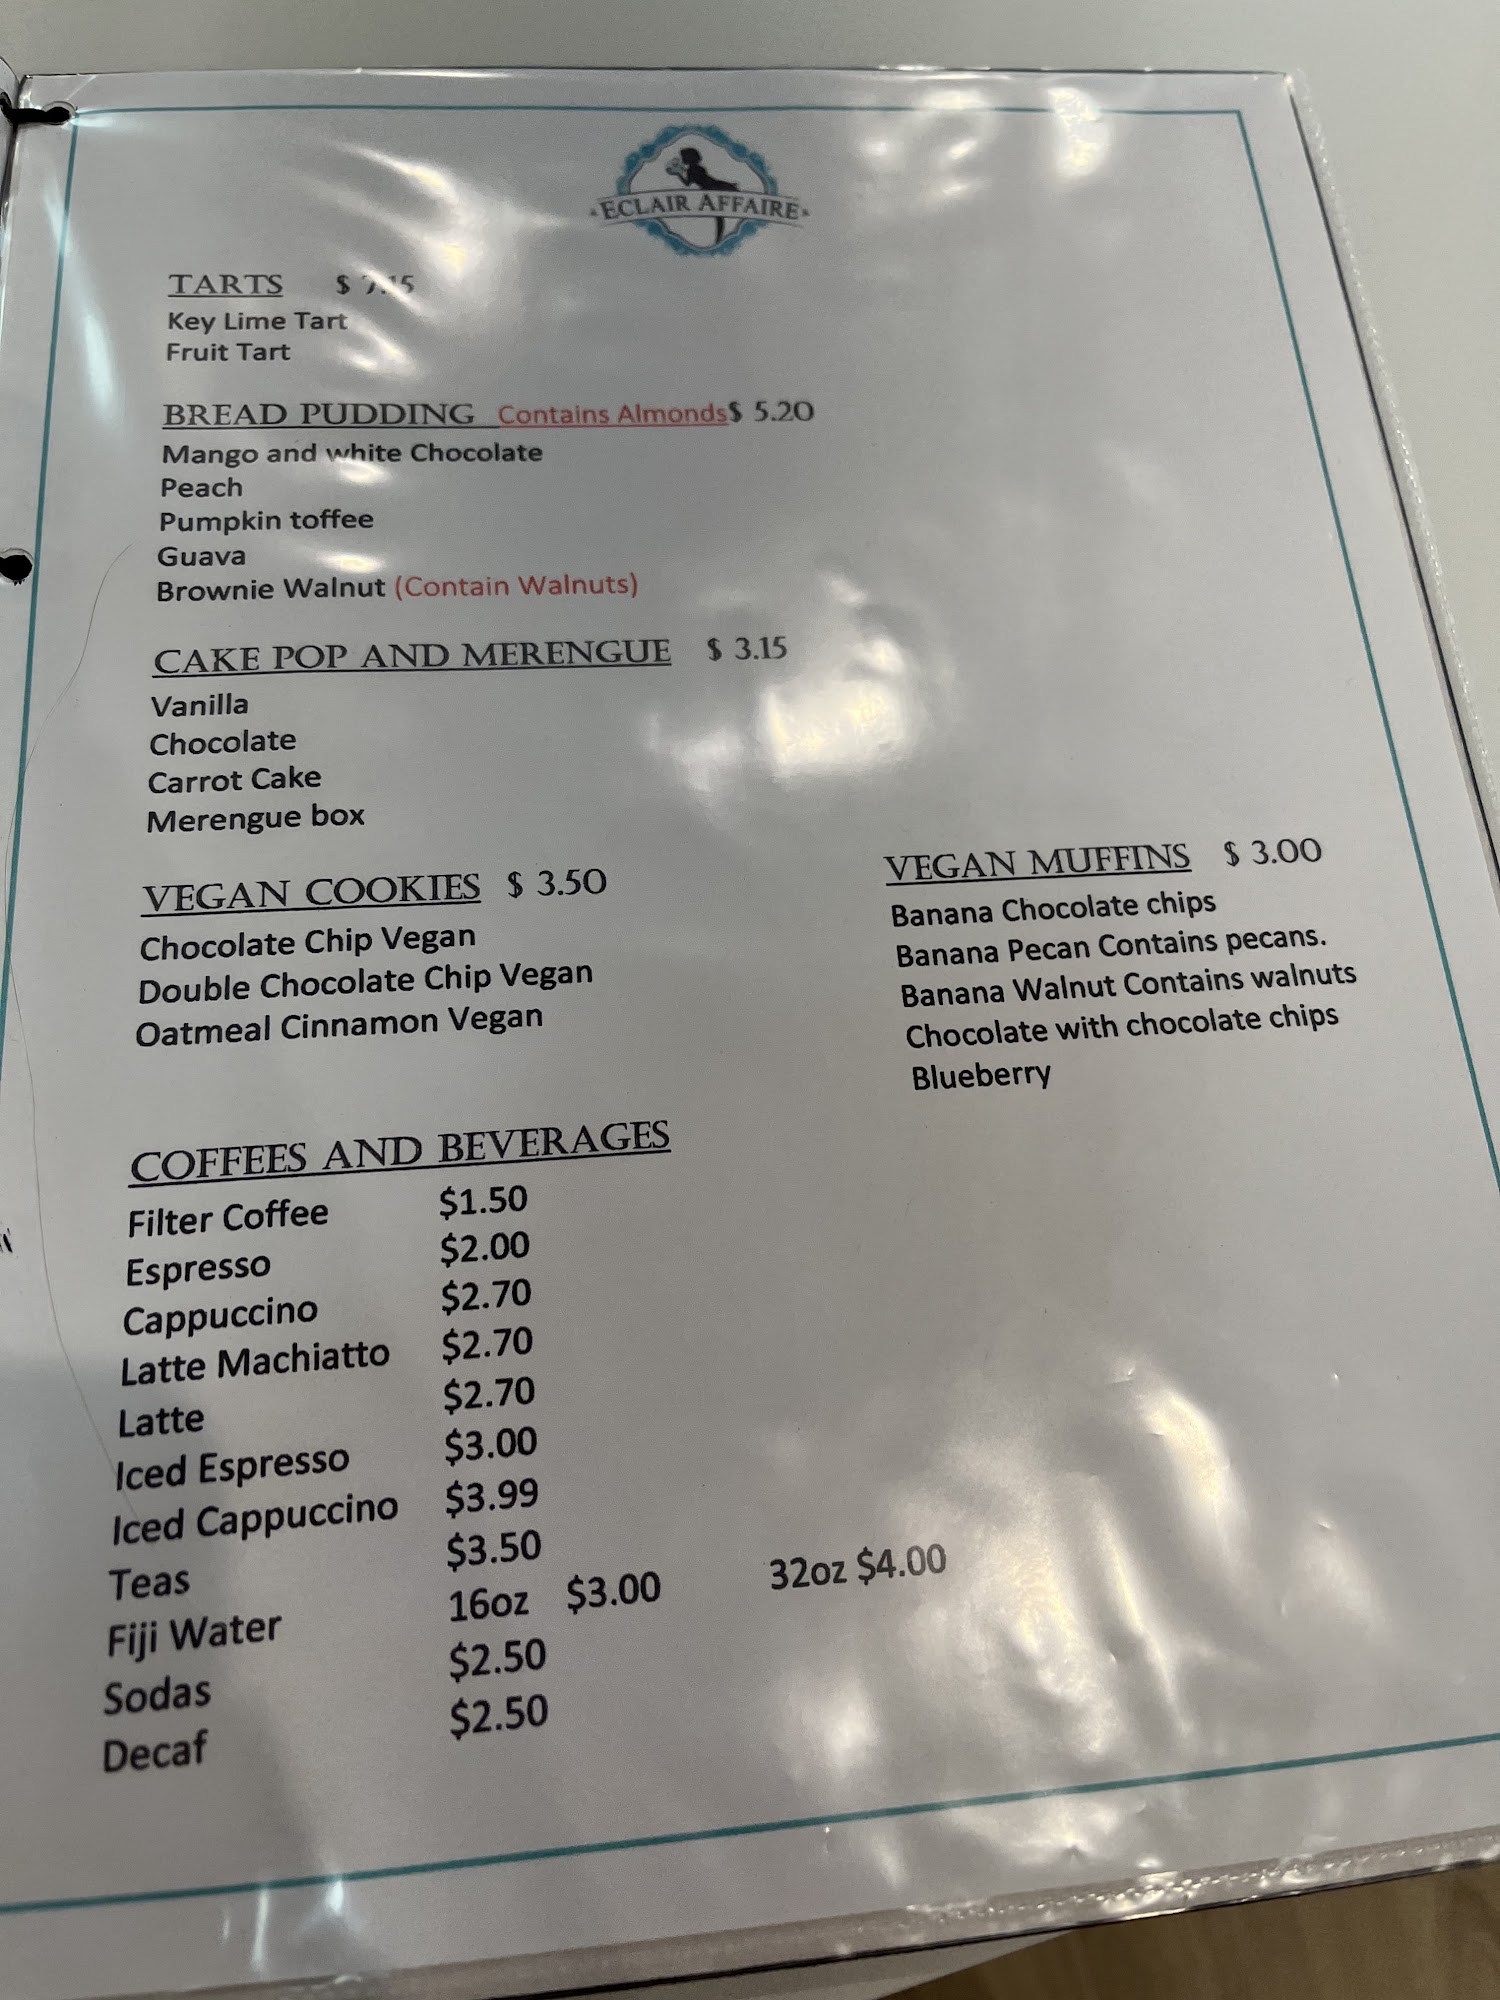 ECLAIR AFFAIRE
TARTS $
Key Lime Tart
Fruit Tart
BREAD PUDDING Contains Almonds$ 5.20
Mango and white Chocolate
Peach
Pumpkin toffee
Guava
Brownie Walnut (Contain Walnuts)
CAKE POP AND MERENGUE $ 3.15
Vanilla
Chocolate
Carrot Cake
Merengue box
VEGAN COOKIES $ 3.50
Chocolate Chip Vegan
Double Chocolate Chip Vegan
Oatmeal Cinnamon Vegan
VEGAN MUFFINS $ 3.00
Banana Chocolate chips
Banana Pecan Contains pecans.
Banana Walnut Contains walnuts
Chocolate with chocolate chips
Blueberry
COFFEES AND BEVERAGES
Filter Coffee $1.50
Espresso $2.00
Cappuccino $2.70
Latte Machiatto $2.70
Latte $2.70
Iced Espresso $3.00
Iced Cappuccino $3.99
Teas $3.50
Fiji Water 16oz $3.00 32oz $4.00
Sodas $2.50
Decaf $2.50